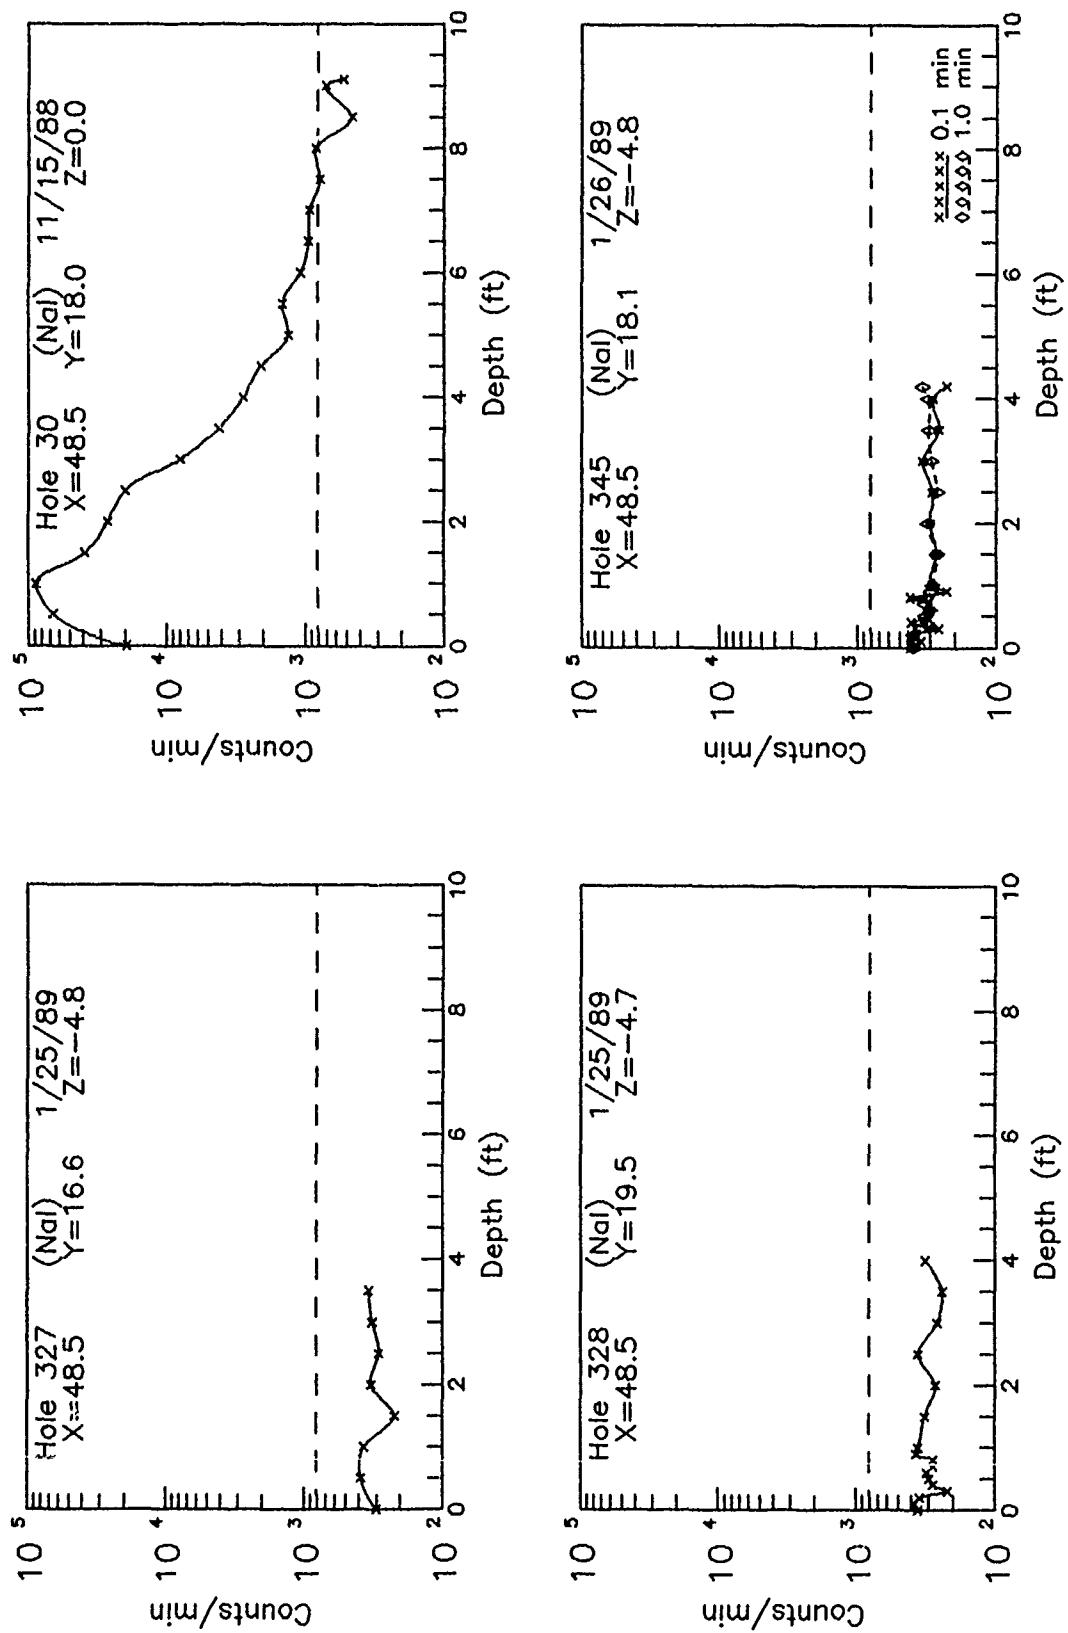 Hole 327 (NaI) 1/25/89
X=48.5 Y=16.6 Z=−4.8
10 5
10 4
10 3
10 2
Counts/min
0 2 4 6 8 10
Depth (ft)
Hole 30 (NaI) 11/15/88
X=48.5 Y=18.0 Z=0.0
10 5
10 4
10 3
10 2
Counts/min
0 2 4 6 8 10
Depth (ft)
Hole 328 (NaI) 1/25/89
X=48.5 Y=19.5 Z=−4.7
10 5
10 4
10 3
10 2
Counts/min
0 2 4 6 8 10
Depth (ft)
Hole 345 (NaI) 1/26/89
X=48.5 Y=18.1 Z=−4.8
10 5
10 4
10 3
10 2
Counts/min
xxxxx 0.1 min
◊◊◊◊◊ 1.0 min
0 2 4 6 8 10
Depth (ft)